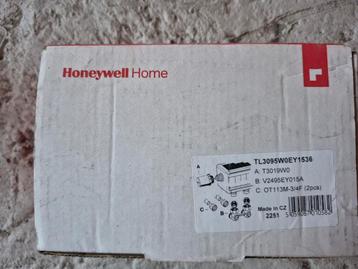 Honeywell Home
TL3095W0EY1536
A: T3019W0
B: V2495EY015A
C: OT113M-3/4F (2pcs)
A
C
B
Made in CZ
2251